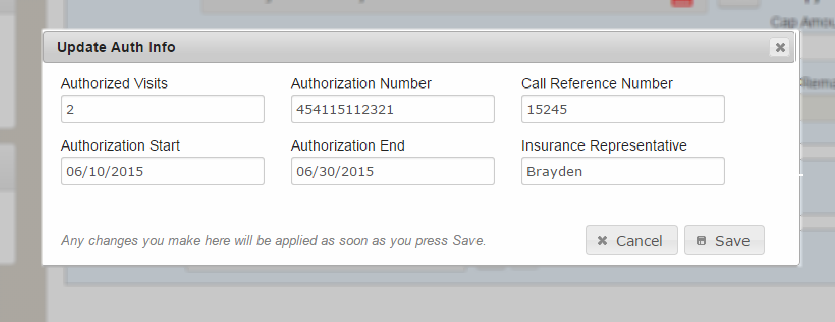 Cap Amou
Update Auth Info
Rema
Authorized Visits Authorization Number Call Reference Number
2 454115112321 15245
Authorization Start Authorization End Insurance Representative
06/10/2015 06/30/2015 Brayden
Any changes you make here will be applied as soon as you press Save. Cancel Save